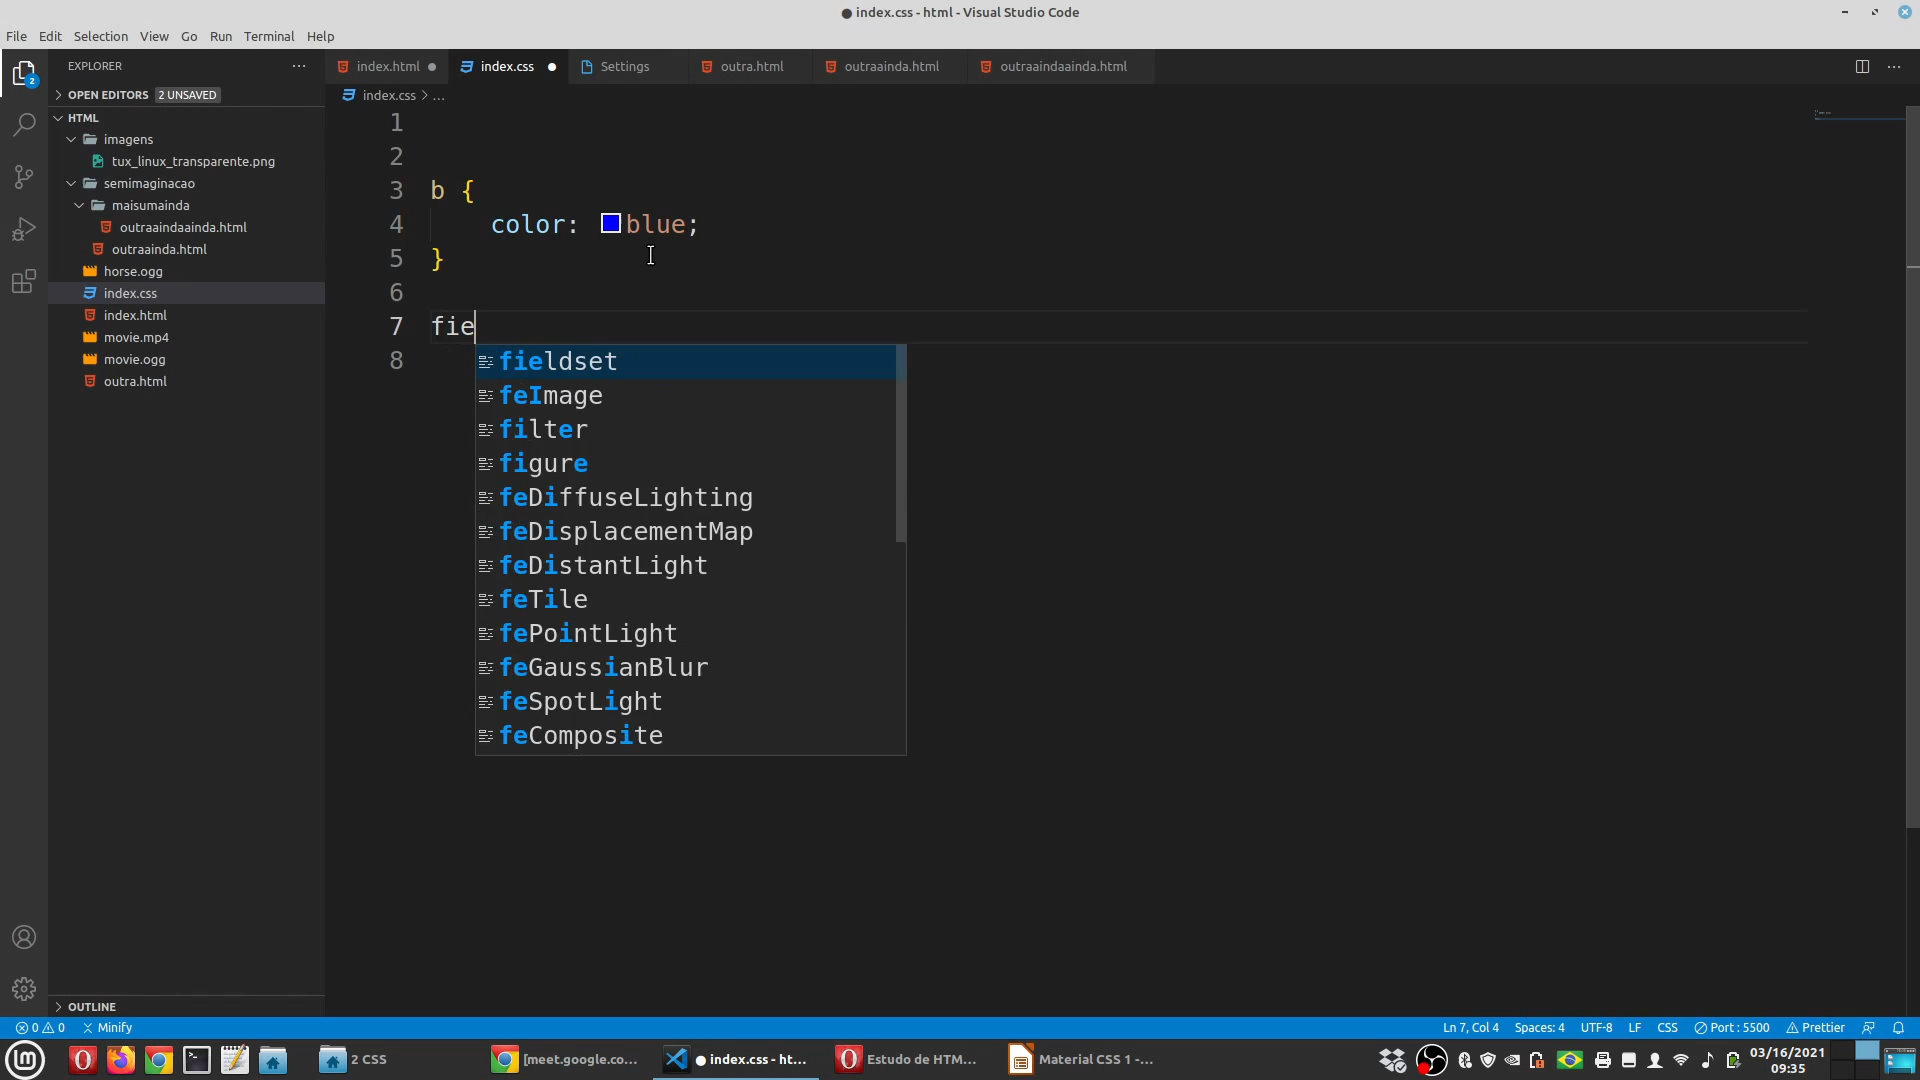 ● index.css - html - Visual Studio Code
File Edit Selection View Go Run Terminal Help
EXPLORER
index.html
index.css
Settings
outra.html
outraainda.html
outraaindaainda.html
OPEN EDITORS 2 UNSAVED
index.css > ...
HTML
imagens
tux_linux_transparente.png
semimaginacao
maisumainda
outraaindaainda.html
outraainda.html
horse.ogg
index.css
index.html
movie.mp4
movie.ogg
outra.html
1
2
3 b {
4 color: blue;
5 }
6
7 fie
8
fieldset
feImage
filter
figure
feDiffuseLighting
feDisplacementMap
feDistantLight
feTile
fePointLight
feGaussianBlur
feSpotLight
feComposite
OUTLINE
0 0 Minify
Ln 7, Col 4 Spaces: 4 UTF-8 LF CSS Port : 5500 Prettier
2
2 CSS
[meet.google.co...
● index.css - ht...
Estudo de HTM...
Material CSS 1 -...
03/16/2021
09:35